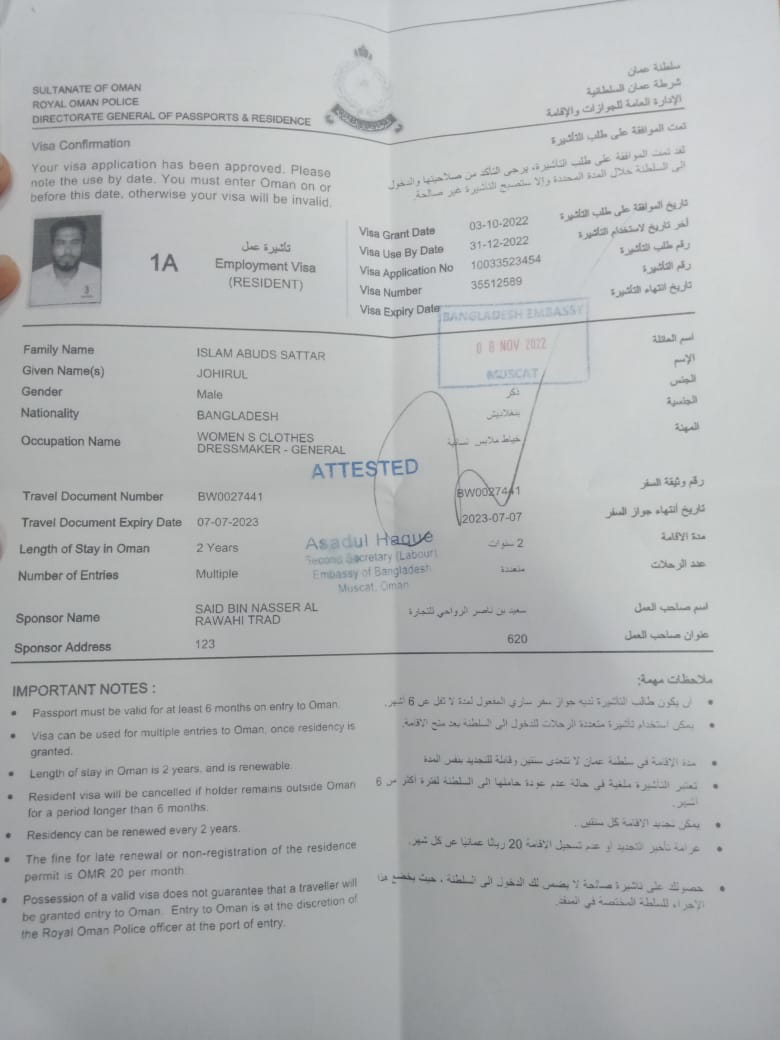 SULTANATE OF OMAN
ROYAL OMAN POLICE
DIRECTORATE GENERAL OF PASSPORTS & RESIDENCE
سلطنة عمان
شرطة عمان السلطانية
الإدارة العامة للجوازات والإقامة
Visa Confirmation
تمت الموافقة على طلب التأشيرة
Your visa application has been approved. Please
note the use by date. You must enter Oman on or
before this date, otherwise your visa will be invalid.
لقد تمت الموافقة على طلب التأشيرة، يرجى التأكد من صلاحيتها والدخول
الى السلطنة خلال المدة المحددة وإلا ستصبح التأشيرة غير صالحة.
1A
تأشيرة عمل
Employment Visa
(RESIDENT)
Visa Grant Date 03-10-2022 تاريخ الموافقة على طلب التأشيرة
Visa Use By Date 31-12-2022 أخر تاريخ لاستخدام التأشيرة
Visa Application No 10033523454 رقم طلب التأشيرة
Visa Number 35512589 رقم التأشيرة
Visa Expiry Date تاريخ انتهاء التأشيرة
BANGLADESH EMBASSY
0 8 NOV 2022
MUSCAT
Family Name ISLAM ABUDS SATTAR اسم العائلة
Given Name(s) JOHIRUL الإسم
Gender Male ذكر الجنس
Nationality BANGLADESH بنغلاديش الجنسية
Occupation Name WOMEN S CLOTHES خياط ملابس نسائية المهنة
DRESSMAKER - GENERAL
ATTESTED
Travel Document Number BW0027441 BW0027441 رقم وثيقة السفر
Travel Document Expiry Date 07-07-2023 2023-07-07 تاريخ أنتهاء جواز السفر
Length of Stay in Oman 2 Years 2 سنوات مدة الاقامة
Number of Entries Multiple متعددة عدد الرحلات
Asadul Haque
Second Secretary (Labour)
Embassy of Bangladesh
Muscat, Oman
Sponsor Name SAID BIN NASSER AL سعيد بن ناصر الرواحي للتجارة اسم صاحب العمل
RAWAHI TRAD
Sponsor Address 123 620 عنوان صاحب العمل
IMPORTANT NOTES :
• Passport must be valid for at least 6 months on entry to Oman.
• Visa can be used for multiple entries to Oman, once residency is
granted.
• Length of stay in Oman is 2 years, and is renewable.
• Resident visa will be cancelled if holder remains outside Oman
for a period longer than 6 months.
• Residency can be renewed every 2 years.
• The fine for late renewal or non-registration of the residence
permit is OMR 20 per month.
• Possession of a valid visa does not guarantee that a traveller will
be granted entry to Oman. Entry to Oman is at the discretion of
the Royal Oman Police officer at the port of entry.
ملاحظات مهمة:
• ان يكون طالب التأشيرة لديه جواز سفر ساري المفعول لمدة لا تقل عن 6 أشهر.
• يمكن استخدام تأشيرة متعددة الرحلات للدخول الى السلطنة بعد منح الاقامة.
• مدة الاقامة في سلطنة عمان لا تتعدى سنتين وقابلة للتجديد بنفس المدة
• تعتبر التأشيرة ملغية في حالة عدم عودة حاملها الى السلطنة لفترة أكثر من 6
أشهر.
• يمكن تجديد الاقامة كل سنتين .
• غرامة تأخير التجديد أو عدم تسجيل الاقامة 20 ريالا عمانيا عن كل شهر.
• حصولك على تاشيرة صالحة لا يضمن لك الدخول الى السلطنة ، حيث يخضع هذا
الإجراء للسلطة المختصة في المنفذ.